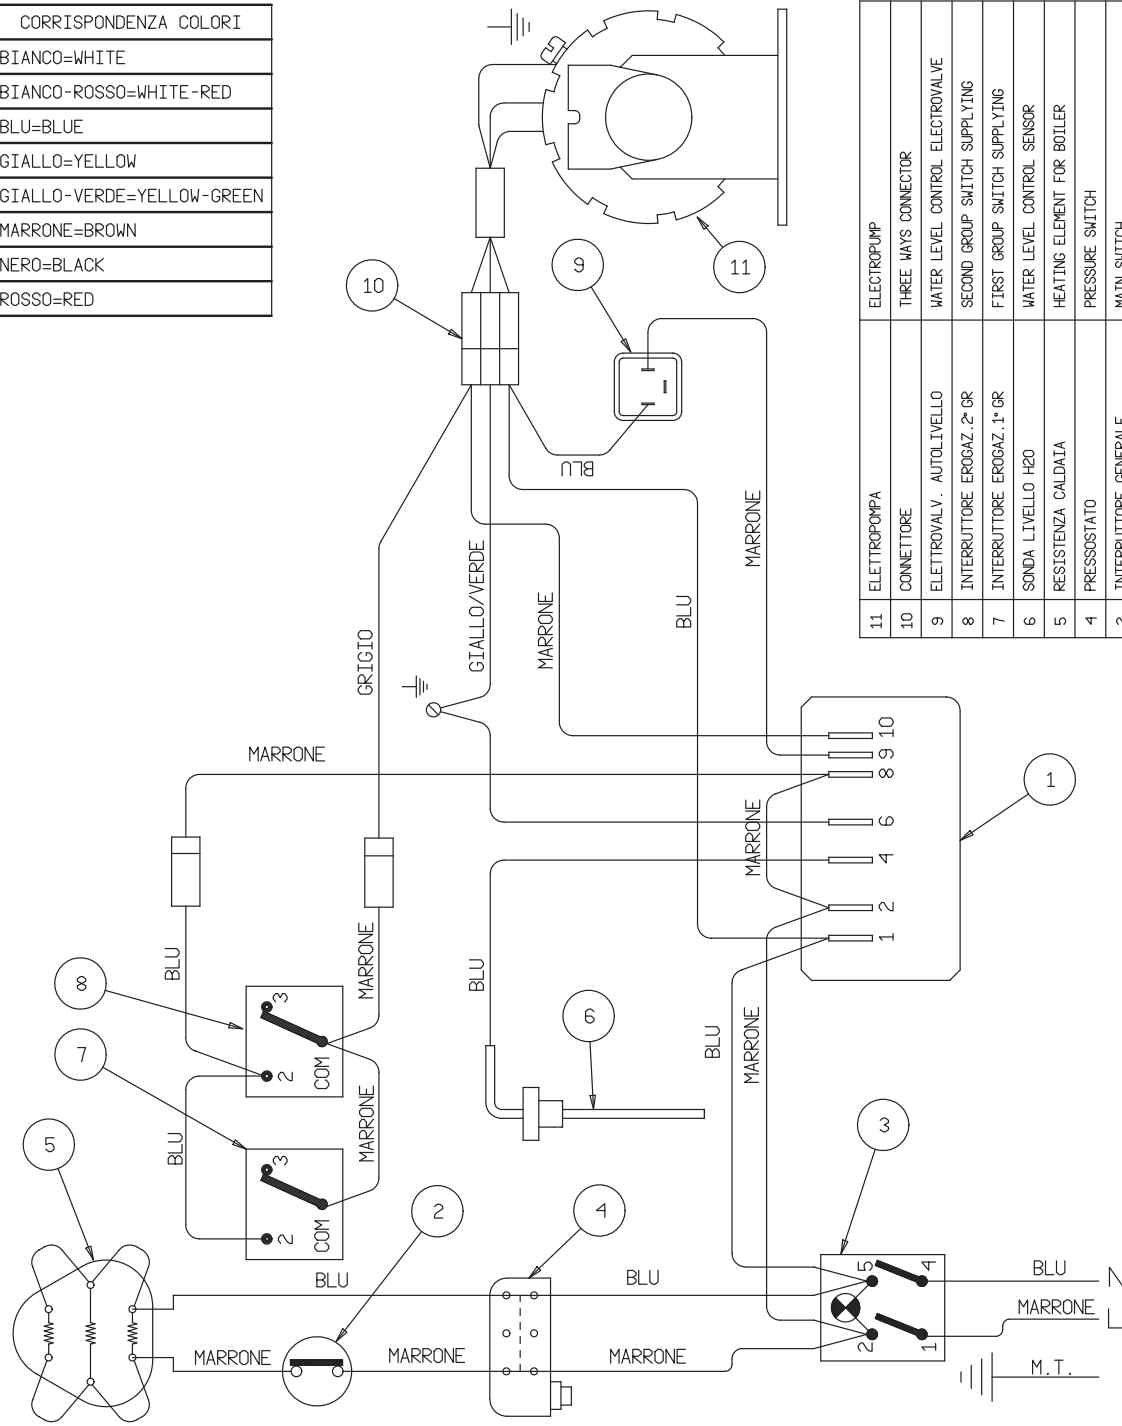 CORRISPONDENZA COLORI
BIANCO=WHITE
BIANCO-ROSSO=WHITE-RED
BLU=BLUE
GIALLO=YELLOW
GIALLO-VERDE=YELLOW-GREEN
MARRONE=BROWN
NERO=BLACK
ROSSO=RED
11 ELETTROPOMPA ELECTROPUMP
10 CONNETTORE THREE WAYS CONNECTOR
9 ELETTROVALV. AUTOLIVELLO WATER LEVEL CONTROL ELECTROVALVE
8 INTERRUTTORE EROGAZ.2° GR SECOND GROUP SWITCH SUPPLYING
7 INTERRUTTORE EROGAZ.1° GR FIRST GROUP SWITCH SUPPLYING
6 SONDA LIVELLO H2O WATER LEVEL CONTROL SENSOR
5 RESISTENZA CALDAIA HEATING ELEMENT FOR BOILER
4 PRESSOSTATO PRESSURE SWITCH
3 INTERRUTTORE GENERALE MAIN SWITCH
10
9
11
BLU
MARRONE
GIALLO/VERDE
MARRONE
BLU
GRIGIO
MARRONE
10
9
8
6
4
2
1
1
MARRONE
BLU
MARRONE
BLU
8
3
2
COM
7
BLU
MARRONE
3
2
COM
BLU
6
BLU
MARRONE
5
2
4
3
BLU
BLU
MARRONE
MARRONE
MARRONE
5
4
2
1
BLU
N
MARRONE
L
M.T.